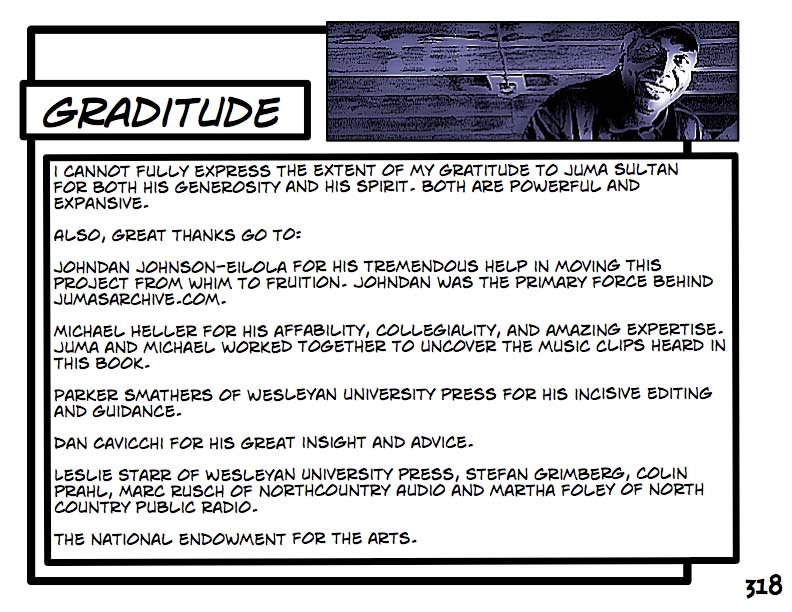 GRADITUDE
I CANNOT FULLY EXPRESS THE EXTENT OF MY GRATITUDE TO JUMA SULTAN
FOR BOTH HIS GENEROSITY AND HIS SPIRIT. BOTH ARE POWERFUL AND
EXPANSIVE.
ALSO, GREAT THANKS GO TO:
JOHNDAN JOHNSON-EILOLA FOR HIS TREMENDOUS HELP IN MOVING THIS
PROJECT FROM WHIM TO FRUITION. JOHNDAN WAS THE PRIMARY FORCE BEHIND
JUMASARCHIVE.COM.
MICHAEL HELLER FOR HIS AFFABILITY, COLLEGIALITY, AND AMAZING EXPERTISE.
JUMA AND MICHAEL WORKED TOGETHER TO UNCOVER THE MUSIC CLIPS HEARD IN
THIS BOOK.
PARKER SMATHERS OF WESLEYAN UNIVERSITY PRESS FOR HIS INCISIVE EDITING
AND GUIDANCE.
DAN CAVICCHI FOR HIS GREAT INSIGHT AND ADVICE.
LESLIE STARR OF WESLEYAN UNIVERSITY PRESS, STEFAN GRIMBERG, COLIN
PRAHL, MARC RUSCH OF NORTHCOUNTRY AUDIO AND MARTHA FOLEY OF NORTH
COUNTRY PUBLIC RADIO.
THE NATIONAL ENDOWMENT FOR THE ARTS.
318